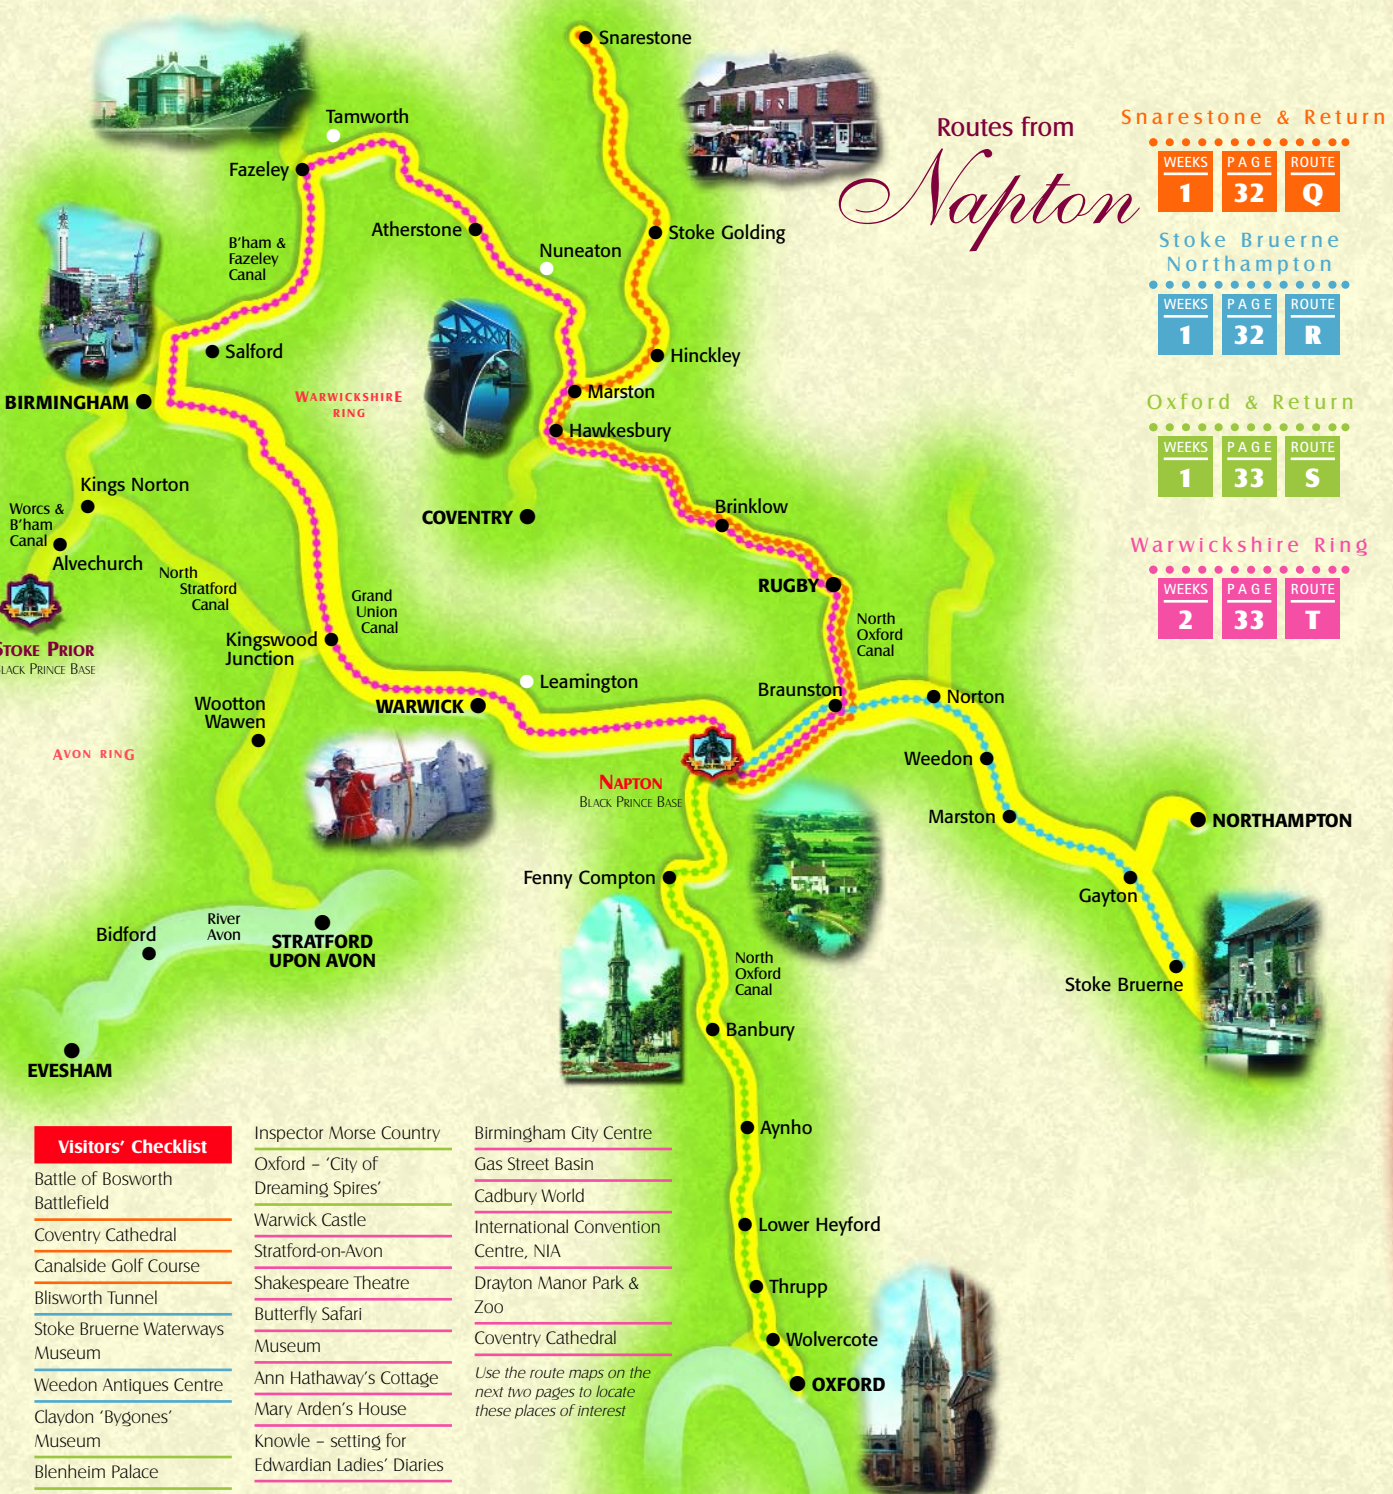 Snarestone
Tamworth
Fazeley
Atherstone
Stoke Golding
Nuneaton
B'ham &
Fazeley
Canal
Salford
Hinckley
WARWICKSHIRE
RING
Marston
BIRMINGHAM
Hawkesbury
Kings Norton
COVENTRY
Brinklow
Worcs &
B'ham
Canal
Alvechurch
North
Stratford
Canal
RUGBY
Grand
Union
Canal
North
Oxford
Canal
STOKE PRIOR
BLACK PRINCE BASE
Kingswood
Junction
Leamington
Braunston
Norton
Wootton
Wawen
WARWICK
AVON RING
Weedon
NAPTON
BLACK PRINCE BASE
Marston
NORTHAMPTON
Fenny Compton
Gayton
Bidford
River
Avon
STRATFORD
UPON AVON
North
Oxford
Canal
Stoke Bruerne
Banbury
EVESHAM
Aynho
Lower Heyford
Thrupp
Wolvercote
OXFORD
Routes from
Napton
Snarestone & Return
WEEKS PAGE ROUTE
1 32 Q
Stoke Bruerne
Northampton
WEEKS PAGE ROUTE
1 32 R
Oxford & Return
WEEKS PAGE ROUTE
1 33 S
Warwickshire Ring
WEEKS PAGE ROUTE
2 33 T
Visitors' Checklist
Battle of Bosworth
Battlefield
Coventry Cathedral
Canalside Golf Course
Blisworth Tunnel
Stoke Bruerne Waterways
Museum
Weedon Antiques Centre
Claydon 'Bygones'
Museum
Blenheim Palace
Inspector Morse Country
Oxford – 'City of
Dreaming Spires'
Warwick Castle
Stratford-on-Avon
Shakespeare Theatre
Butterfly Safari
Museum
Ann Hathaway's Cottage
Mary Arden's House
Knowle – setting for
Edwardian Ladies' Diaries
Birmingham City Centre
Gas Street Basin
Cadbury World
International Convention
Centre, NIA
Drayton Manor Park &
Zoo
Coventry Cathedral
Use the route maps on the
next two pages to locate
these places of interest